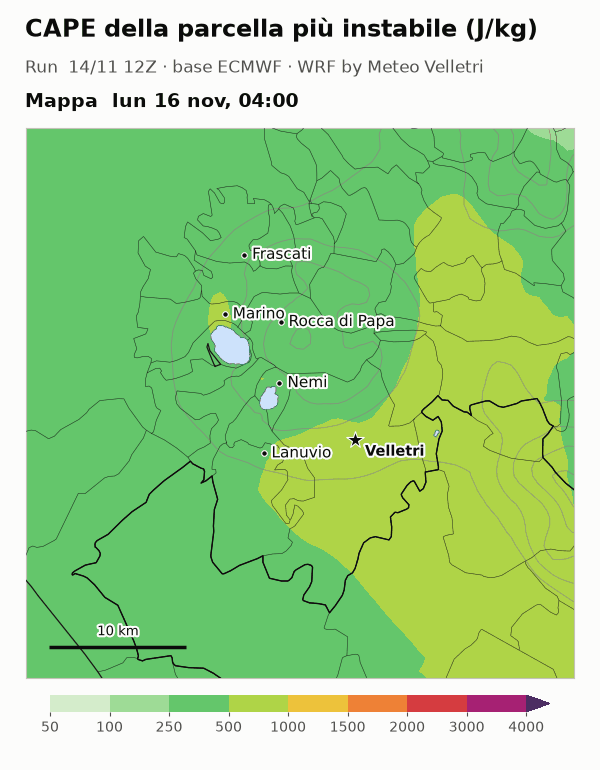 CAPE della parcella più instabile (J/kg)
Run  14/11 12Z · base ECMWF · WRF by Meteo Velletri
Mappa  lun 16 nov, 04:00
Frascati
Marino
Rocca di Papa
Nemi
Velletri
Lanuvio
10 km
50 100 250 500 1000 1500 2000 3000 4000